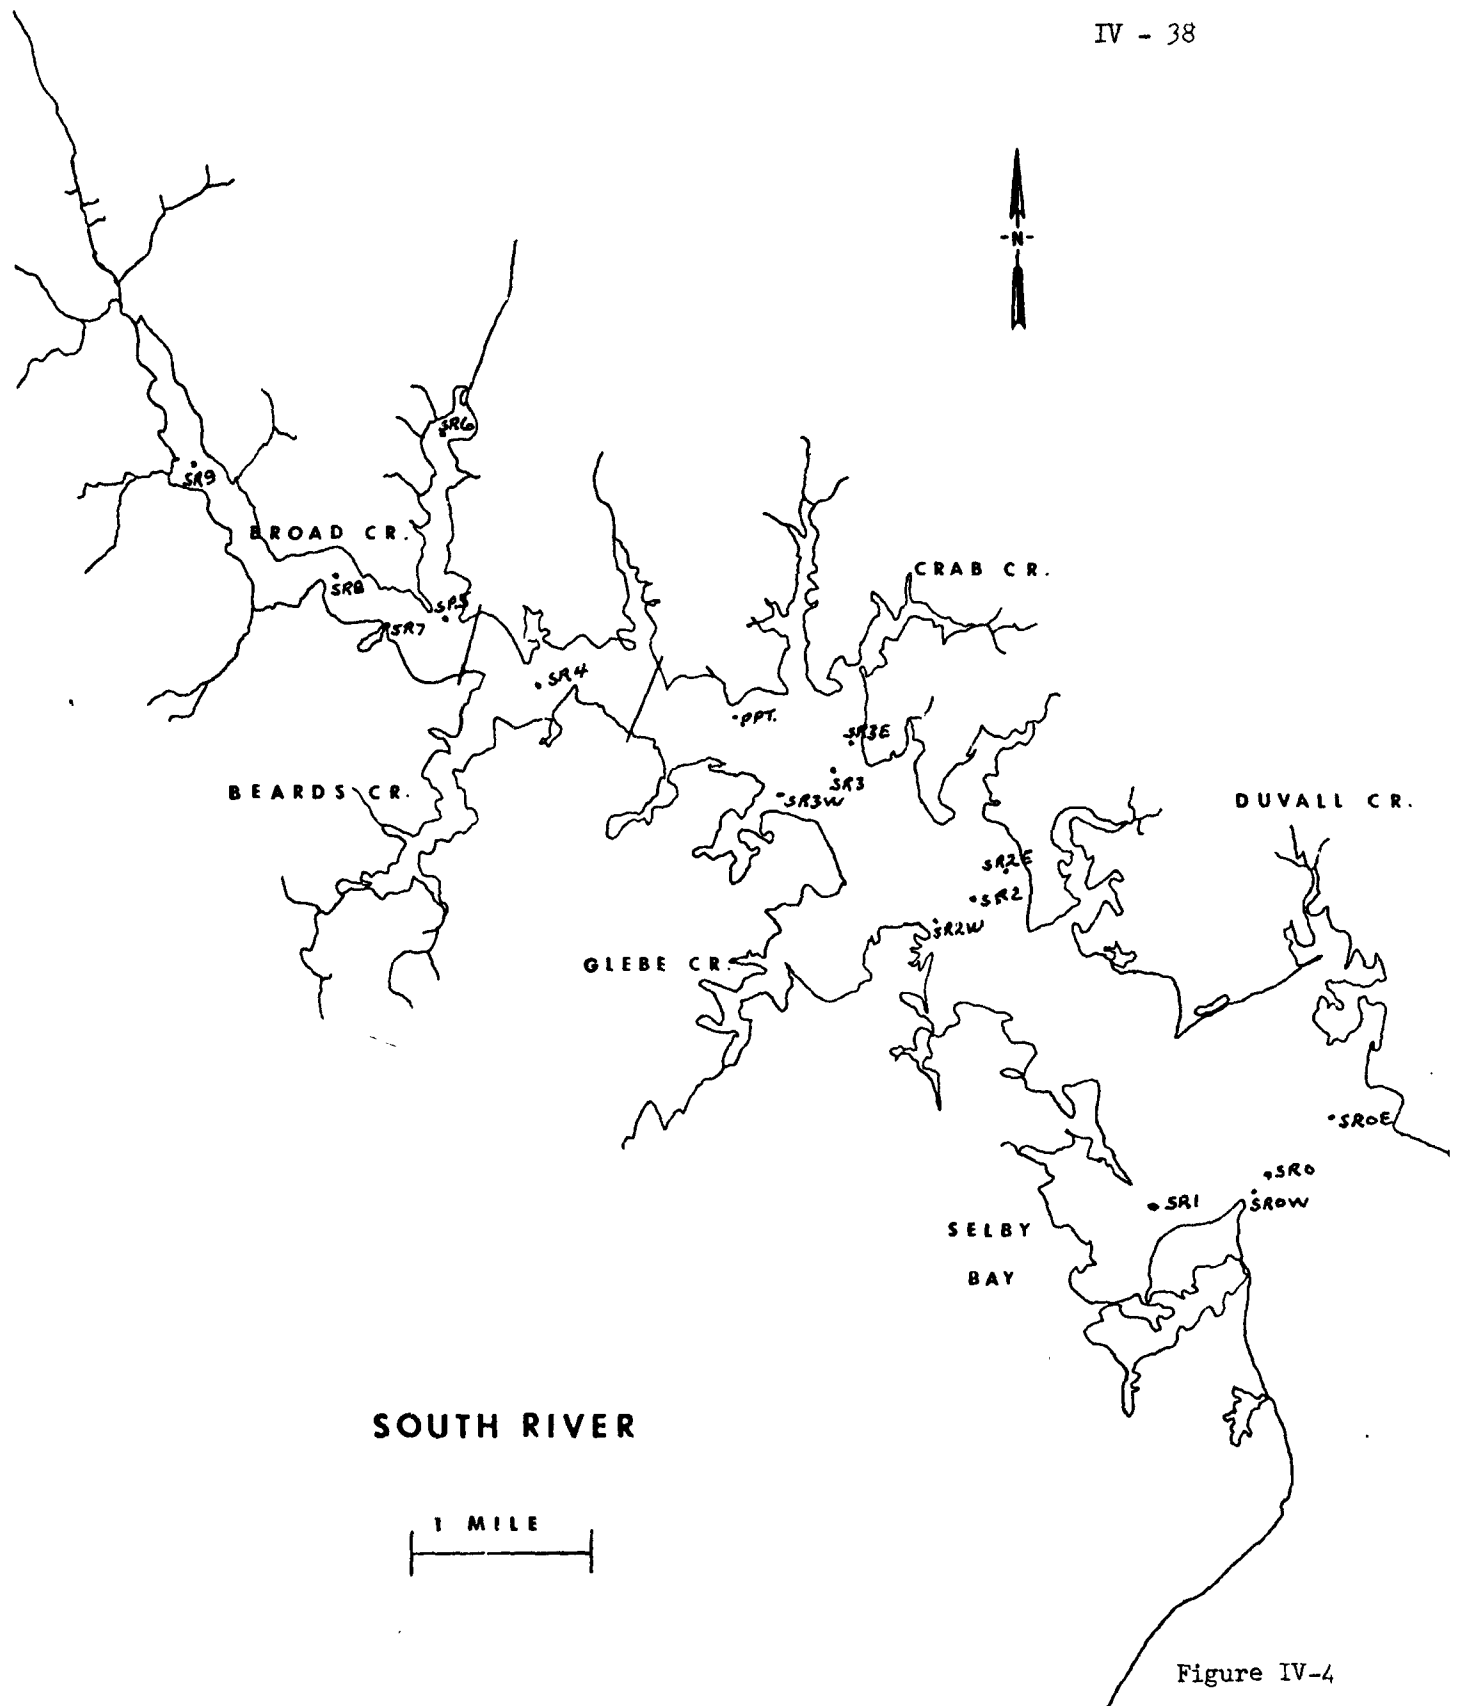 IV - 38
-N-
SR6
SR9
BROAD CR.
CRAB CR.
SR8
SR5
SR7
SR4
PPT.
SR3E
SR3
SR3W
BEARDS CR.
DUVALL CR.
SR2E
SR2
SR2W
GLEBE CR.
SR0E
SR0
SR1
SR0W
SELBY
BAY
SOUTH RIVER
1 MILE
Figure IV-4